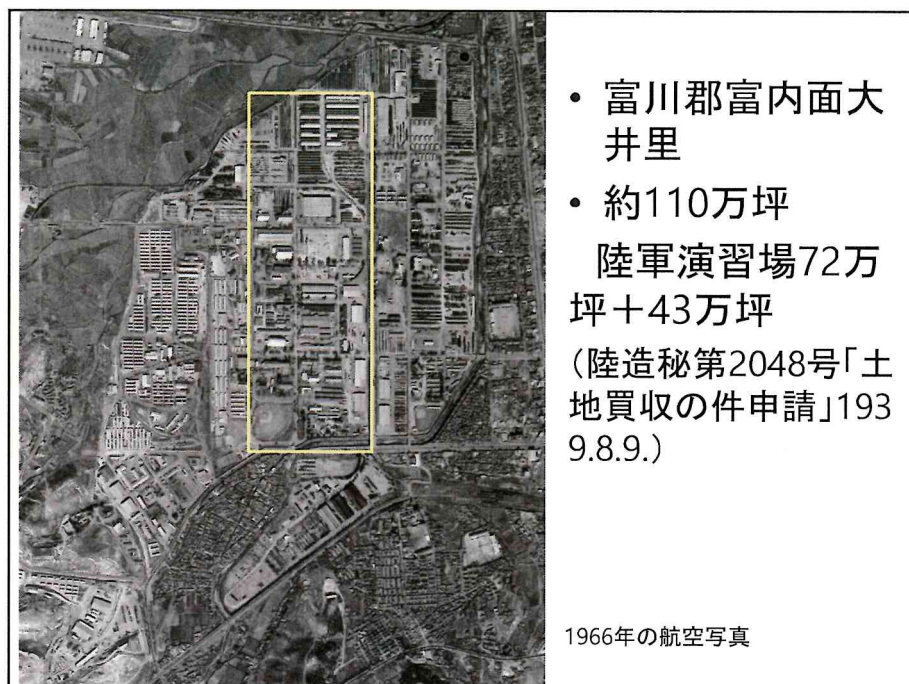 • 富川郡富内面大
井里
• 約110万坪
陸軍演習場72万
坪＋43万坪
（陸造秘第2048号「土
地買収の件申請」193
9.8.9.）
1966年の航空写真